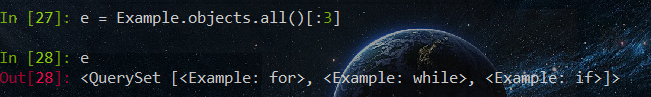 In [27]: e = Example.objects.all()[:3]
In [28]: e
Out[28]: <QuerySet [<Example: for>, <Example: while>, <Example: if>]>